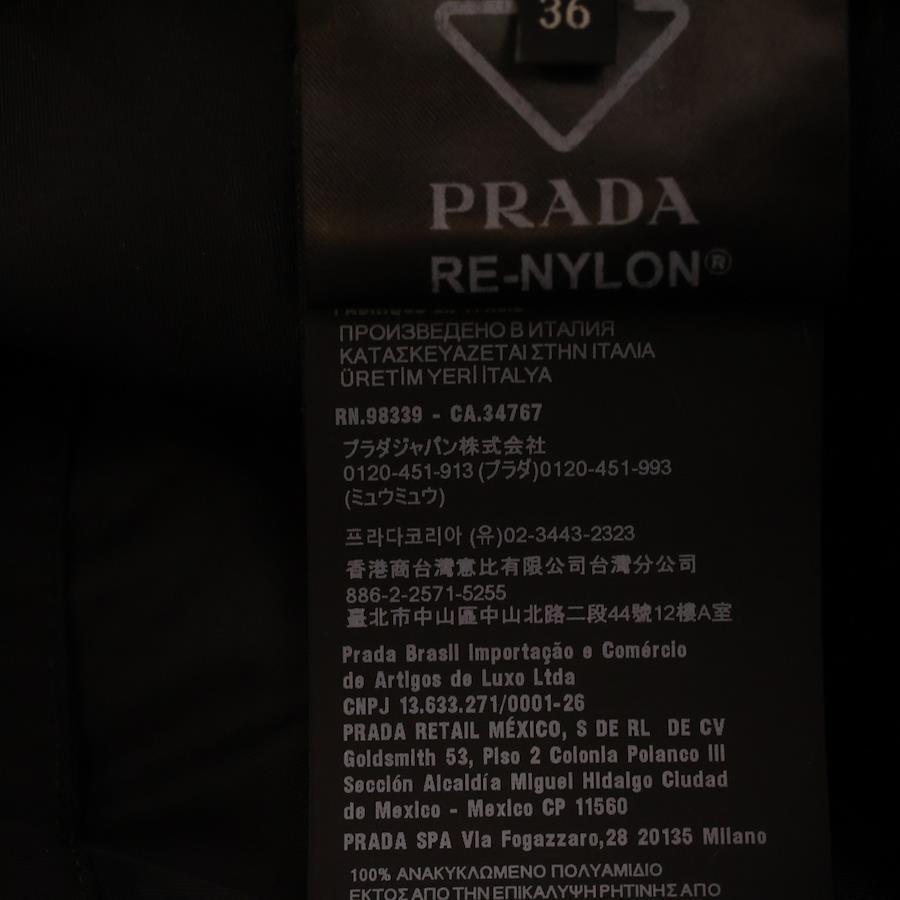 36
PRADA
RE-NYLON®
ПРОИЗВЕДЕНО В ИТАЛИЯ
ΚΑΤΑΣΚΕΥΑΖΕΤΑΙ ΣΤΗΝ ΙΤΑΛΙΑ
ÜRETİM YERİ İTALYA
RN.98339 - CA.34767
プラダジャパン株式会社
0120-451-913 (プラダ)0120-451-993
(ミュウミュウ)
프라다코리아 (유)02-3443-2323
香港商台灣意比有限公司台灣分公司
886-2-2571-5255
臺北市中山區中山北路二段44號12樓A室
Prada Brasil Importação e Comércio
de Artigos de Luxo Ltda
CNPJ 13.633.271/0001-26
PRADA RETAIL MÉXICO, S DE RL DE CV
Goldsmith 53, Piso 2 Colonia Polanco III
Sección Alcaldía Miguel Hidalgo Ciudad
de Mexico - Mexico CP 11560
PRADA SPA Via Fogazzaro,28 20135 Milano
100% ΑΝΑΚΥΚΛΩΜΕΝΟ ΠΟΛΥΑΜΙΔΙΟ
ΕΚΤΟΣ ΑΠΟ ΤΗΝ ΕΠΙΚΑΛΥΨΗ ΡΗΤΙΝΗΣ ΑΠΟ